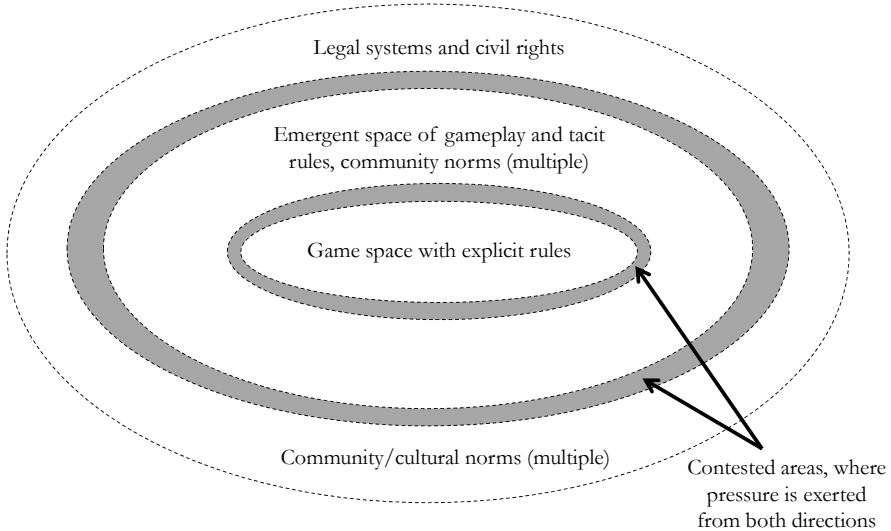 Legal systems and civil rights
Emergent space of gameplay and tacit
rules, community norms (multiple)
Game space with explicit rules
Community/cultural norms (multiple)
Contested areas, where
pressure is exerted
from both directions